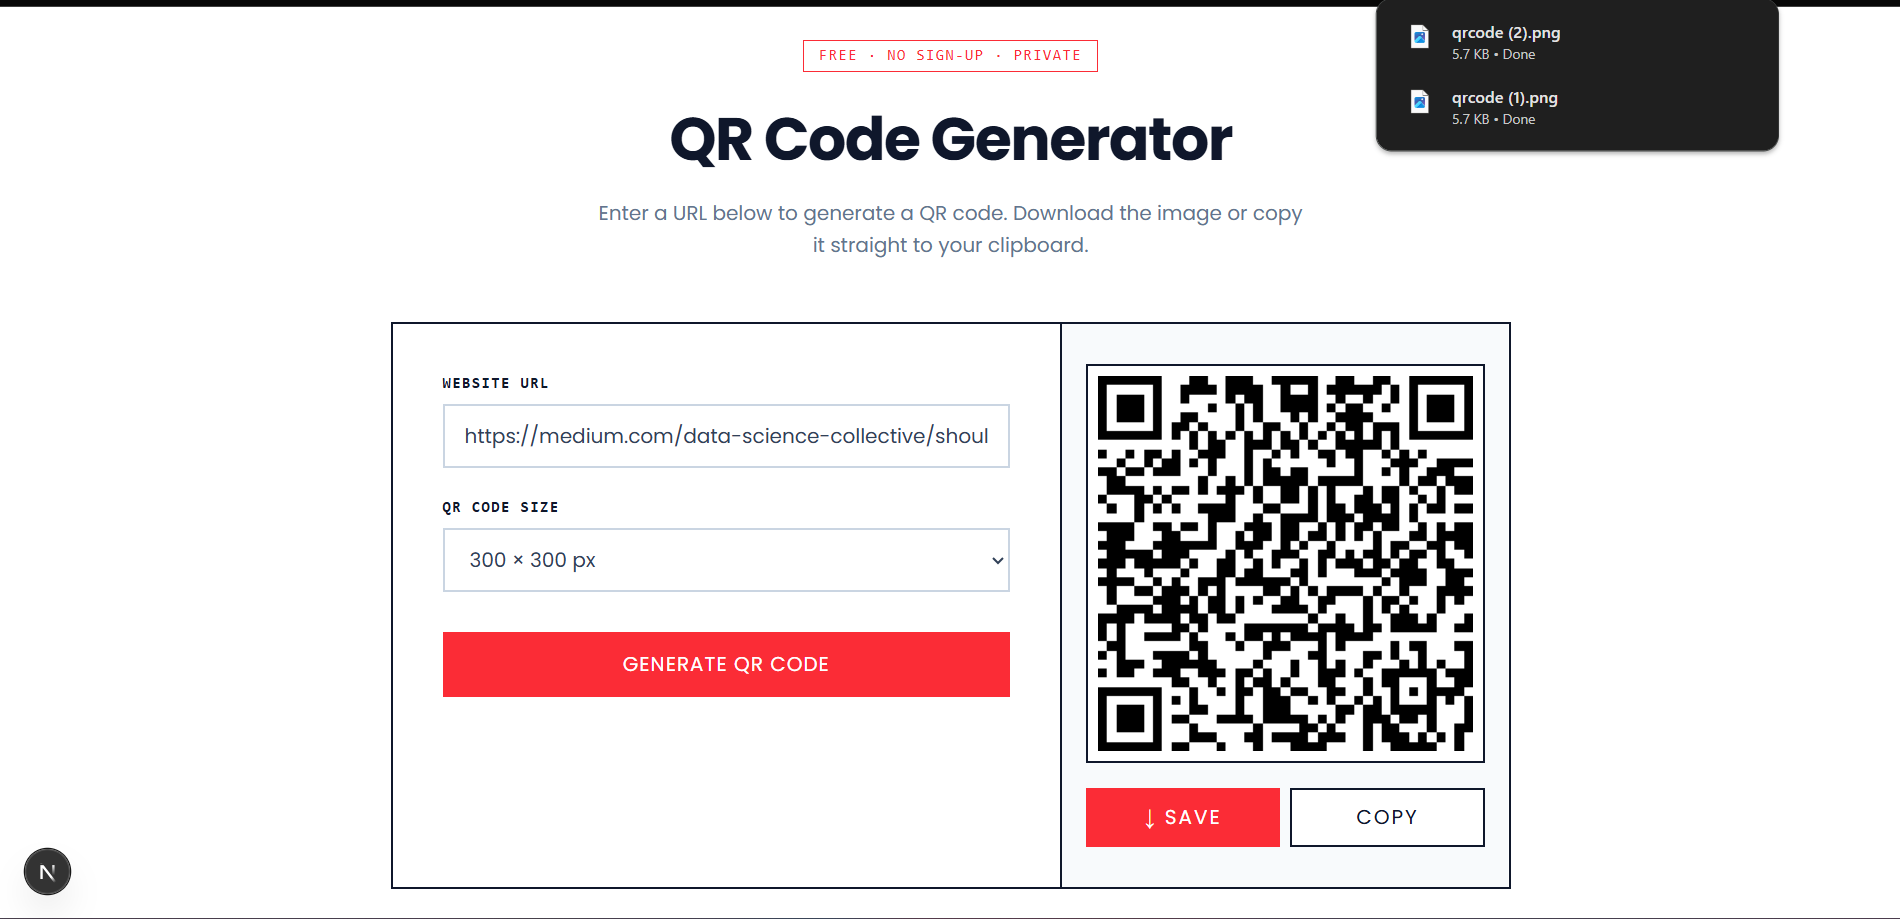 FREE · NO SIGN-UP · PRIVATE
QR Code Generator
Enter a URL below to generate a QR code. Download the image or copy
it straight to your clipboard.
WEBSITE URL
https://medium.com/data-science-collective/shoul
QR CODE SIZE
300 × 300 px
GENERATE QR CODE
↓ SAVE
COPY
qrcode (2).png
5.7 KB • Done
qrcode (1).png
5.7 KB • Done
N